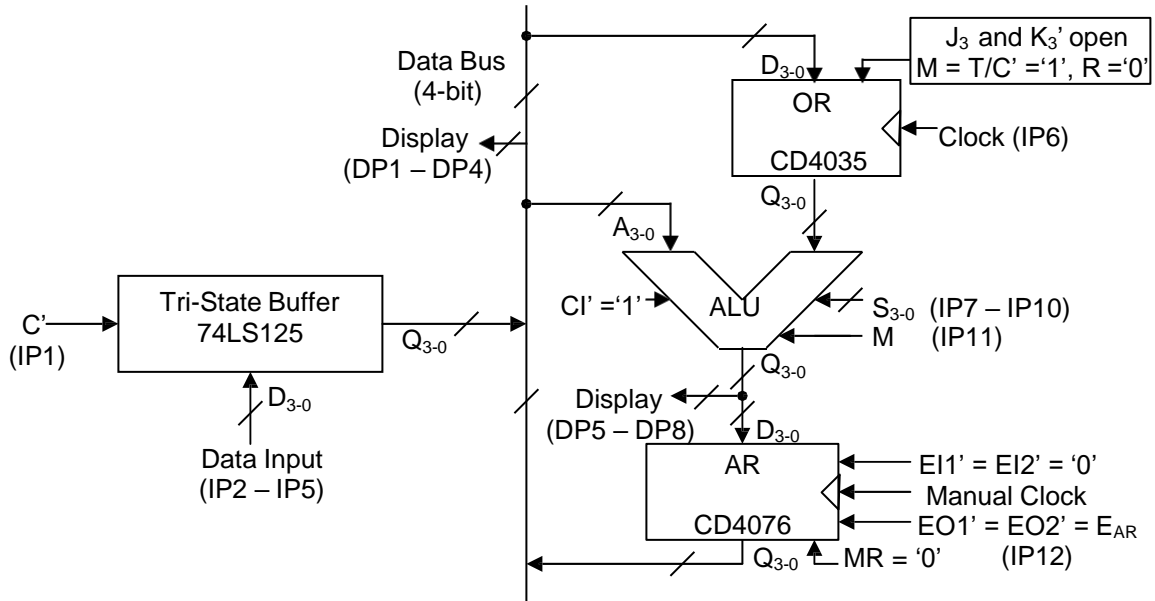 J3 and K3’ open
M = T/C’ =‘1’, R =‘0’
D3-0
OR
CD4035
Clock (IP6)
Data Bus
(4-bit)
Display
(DP1 – DP4)
Q3-0
A3-0
CI’ =‘1’
ALU
S3-0 (IP7 – IP10)
M (IP11)
Tri-State Buffer
74LS125
C’
(IP1)
Q3-0
D3-0
Data Input
(IP2 – IP5)
Q3-0
Display
(DP5 – DP8)
D3-0
AR
CD4076
EI1’ = EI2’ = ‘0’
Manual Clock
EO1’ = EO2’ = EAR
(IP12)
Q3-0
MR = ‘0’